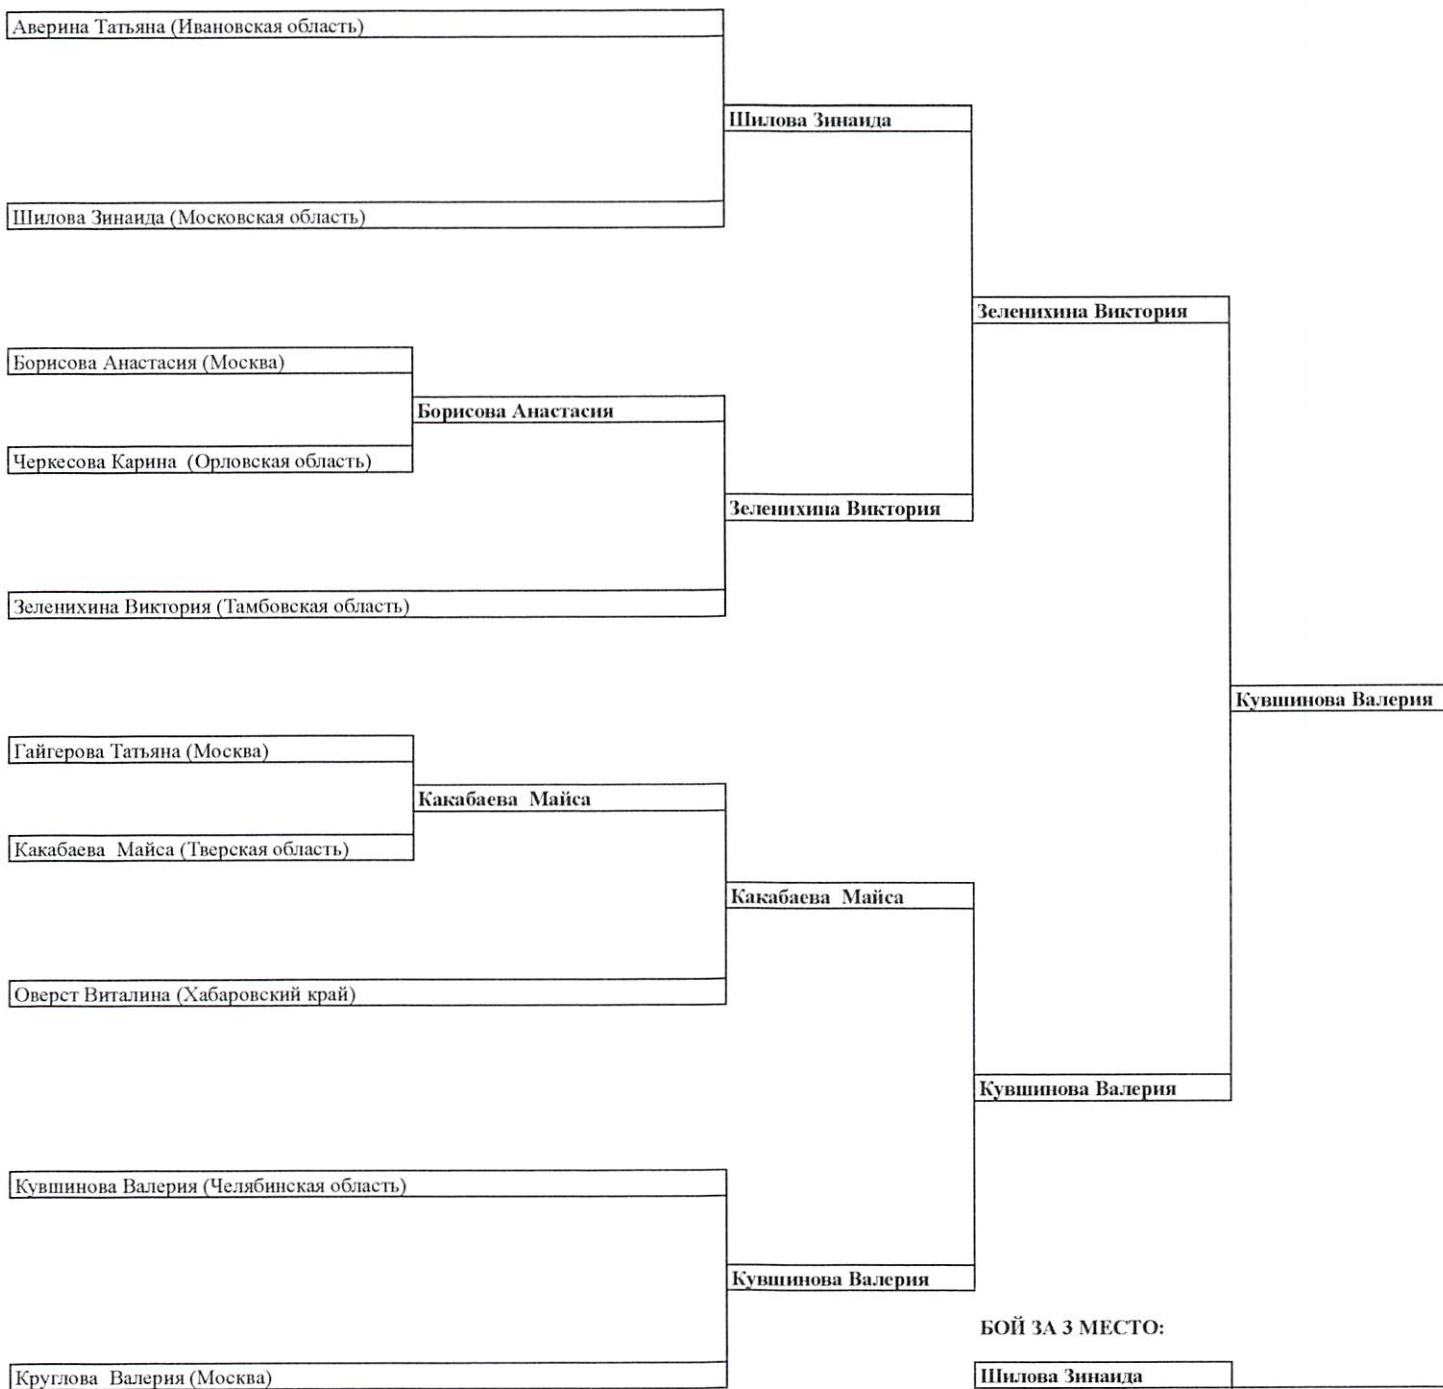 Аверина Татьяна (Ивановская область)
Шилова Зинаида
Шилова Зинаида (Московская область)
Зеленихина Виктория
Борисова Анастасия (Москва)
Борисова Анастасия
Черкесова Карина (Орловская область)
Зеленихина Виктория
Зеленихина Виктория (Тамбовская область)
Кувшинова Валерия
Гайгерова Татьяна (Москва)
Какабаева Майса
Какабаева Майса (Тверская область)
Какабаева Майса
Оверст Виталина (Хабаровский край)
Кувшинова Валерия
Кувшинова Валерия (Челябинская область)
Кувшинова Валерия
БОЙ ЗА 3 МЕСТО:
Круглова Валерия (Москва)
Шилова Зинаида